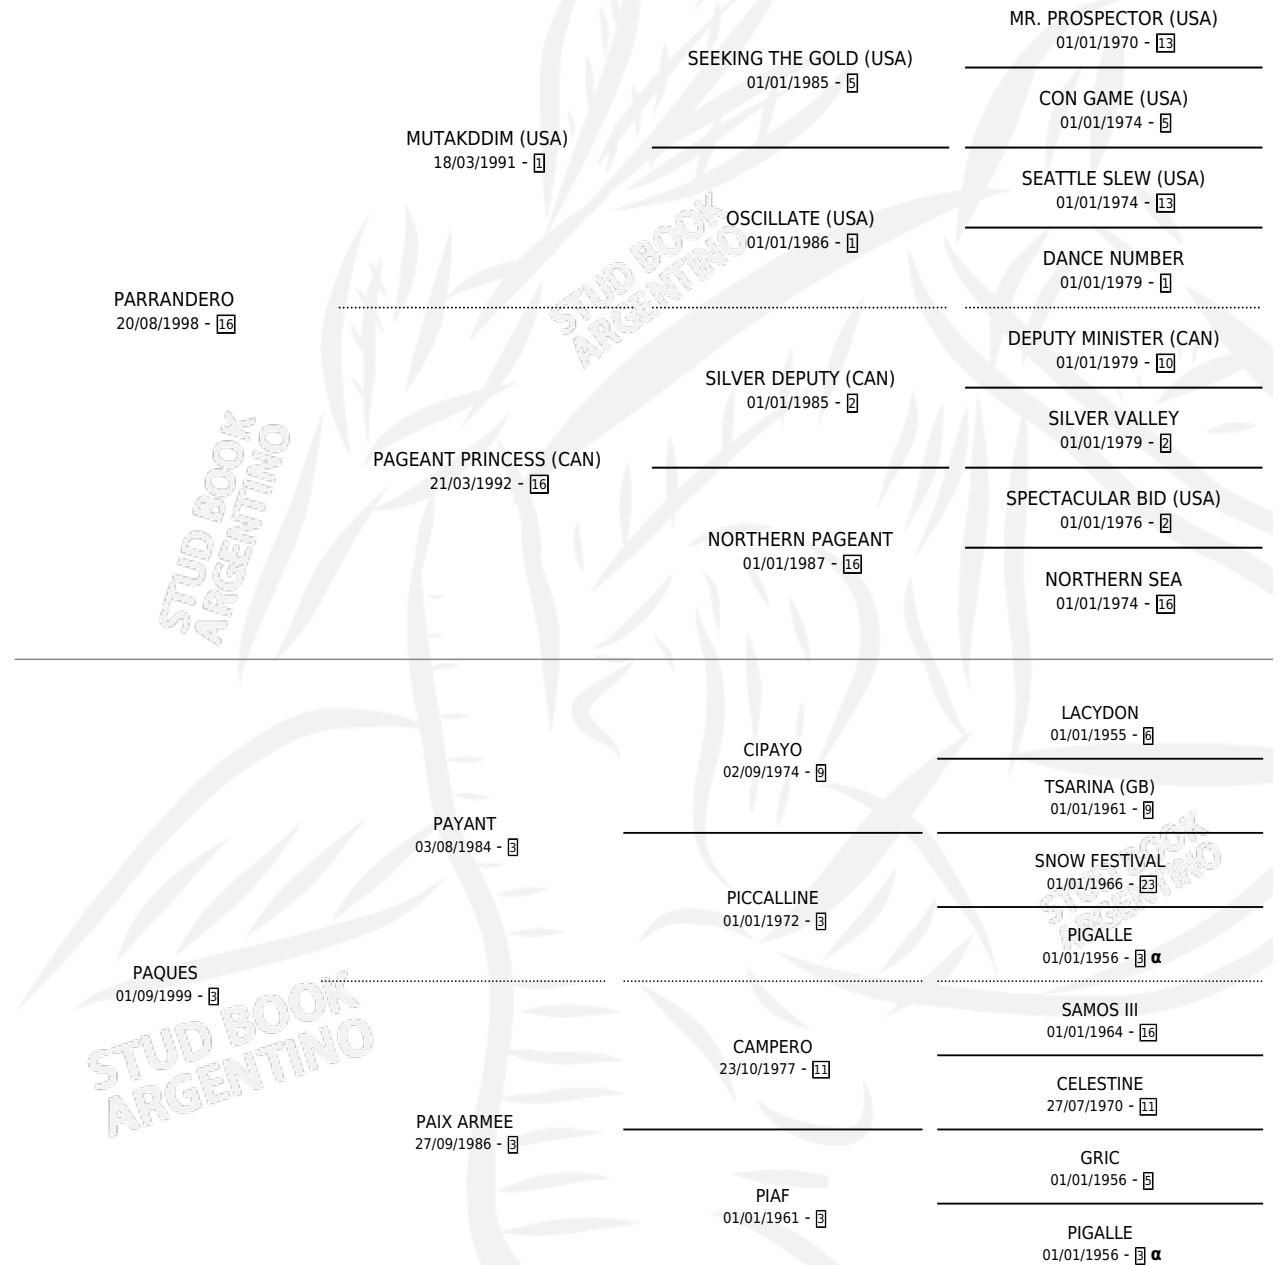 MR. PROSPECTOR (USA)
01/01/1970 - 13
SEEKING THE GOLD (USA)
01/01/1985 - 5
CON GAME (USA)
01/01/1974 - 5
MUTAKDDIM (USA)
18/03/1991 - 1
SEATTLE SLEW (USA)
01/01/1974 - 13
OSCILLATE (USA)
01/01/1986 - 1
DANCE NUMBER
01/01/1979 - 1
PARRANDERO
20/08/1998 - 16
DEPUTY MINISTER (CAN)
01/01/1979 - 10
SILVER DEPUTY (CAN)
01/01/1985 - 2
SILVER VALLEY
01/01/1979 - 2
PAGEANT PRINCESS (CAN)
21/03/1992 - 16
SPECTACULAR BID (USA)
01/01/1976 - 2
NORTHERN PAGEANT
01/01/1987 - 16
NORTHERN SEA
01/01/1974 - 16
LACYDON
01/01/1955 - 6
CIPAYO
02/09/1974 - 9
TSARINA (GB)
01/01/1961 - 9
PAYANT
03/08/1984 - 3
SNOW FESTIVAL
01/01/1966 - 23
PICCALLINE
01/01/1972 - 3
PIGALLE
01/01/1956 - 3 α
PAQUES
01/09/1999 - 3
SAMOS III
01/01/1964 - 16
CAMPERO
23/10/1977 - 11
CELESTINE
27/07/1970 - 11
PAIX ARMEE
27/09/1986 - 3
GRIC
01/01/1956 - 5
PIAF
01/01/1961 - 3
PIGALLE
01/01/1956 - 3 α
STUD BOOK
ARGENTINO
STUD BOOK
ARGENTINO
STUD BOOK
ARGENTINO
STUD BOOK
ARGENTINO